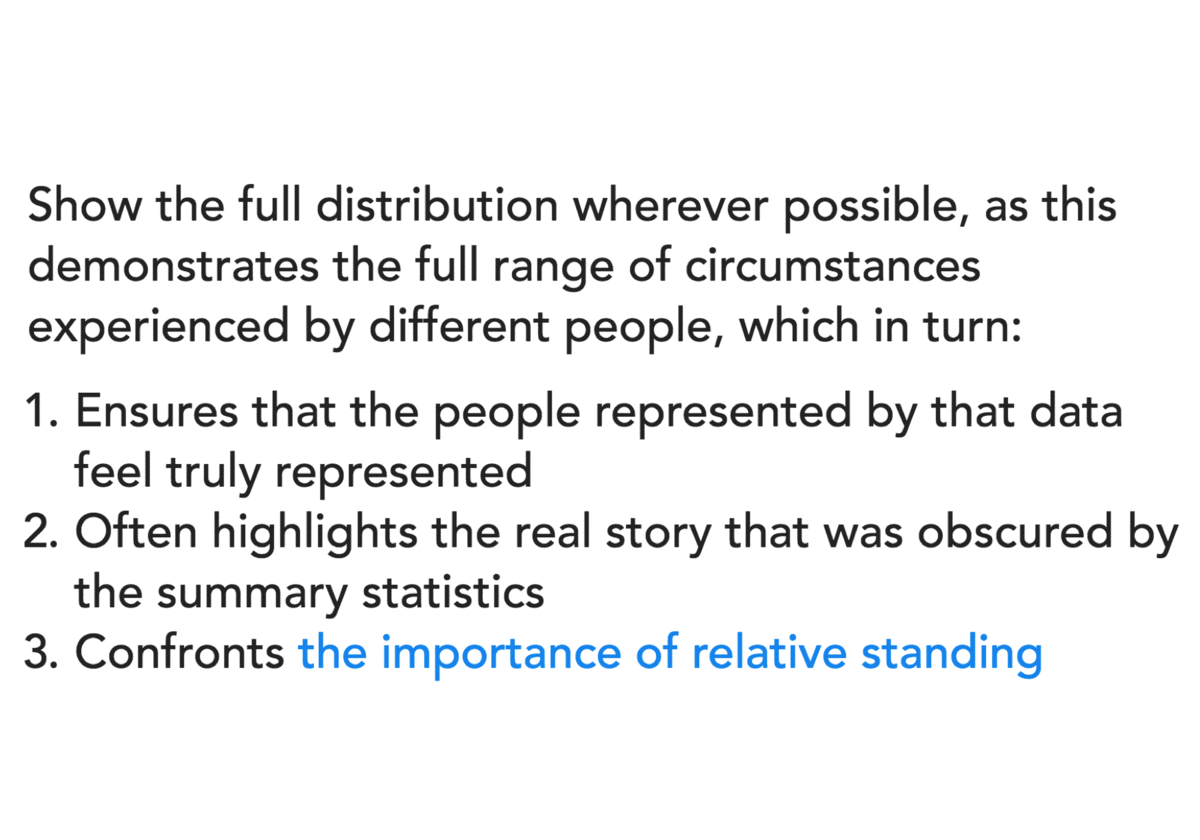 Show the full distribution wherever possible, as this
demonstrates the full range of circumstances
experienced by different people, which in turn:
1. Ensures that the people represented by that data
feel truly represented
2. Often highlights the real story that was obscured by
the summary statistics
3. Confronts the importance of relative standing